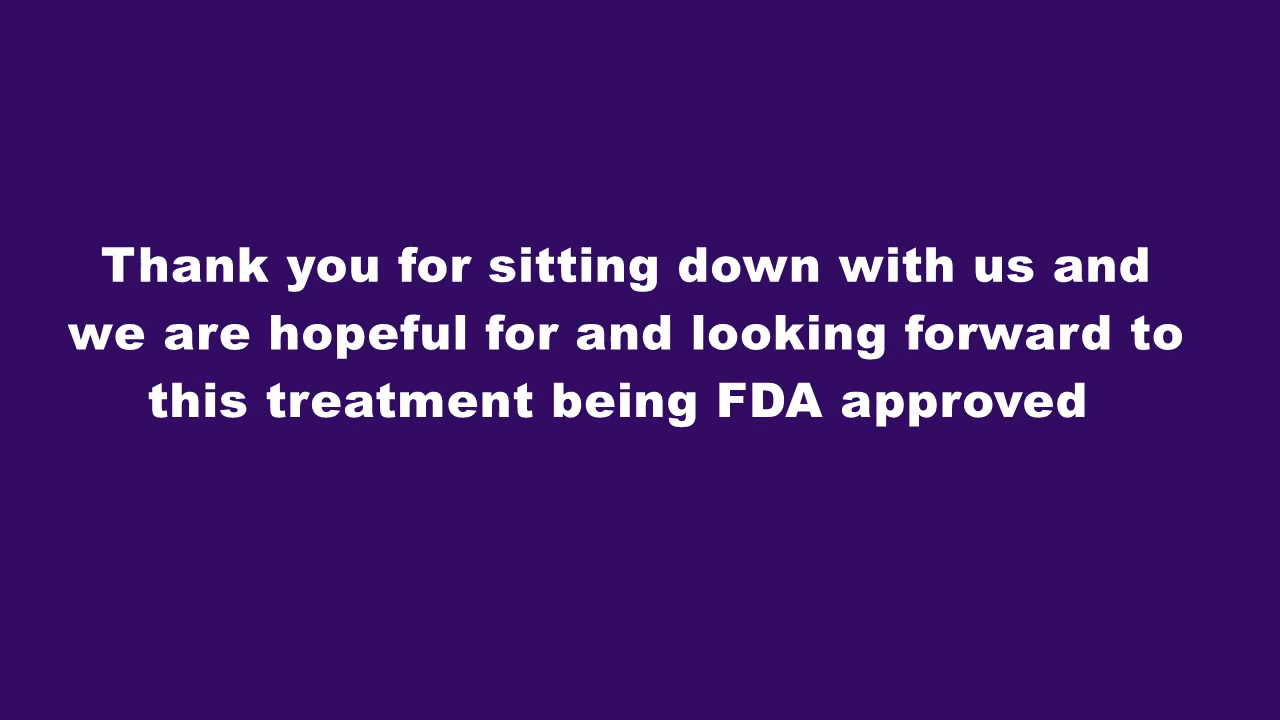 Thank you for sitting down with us and
we are hopeful for and looking forward to
this treatment being FDA approved